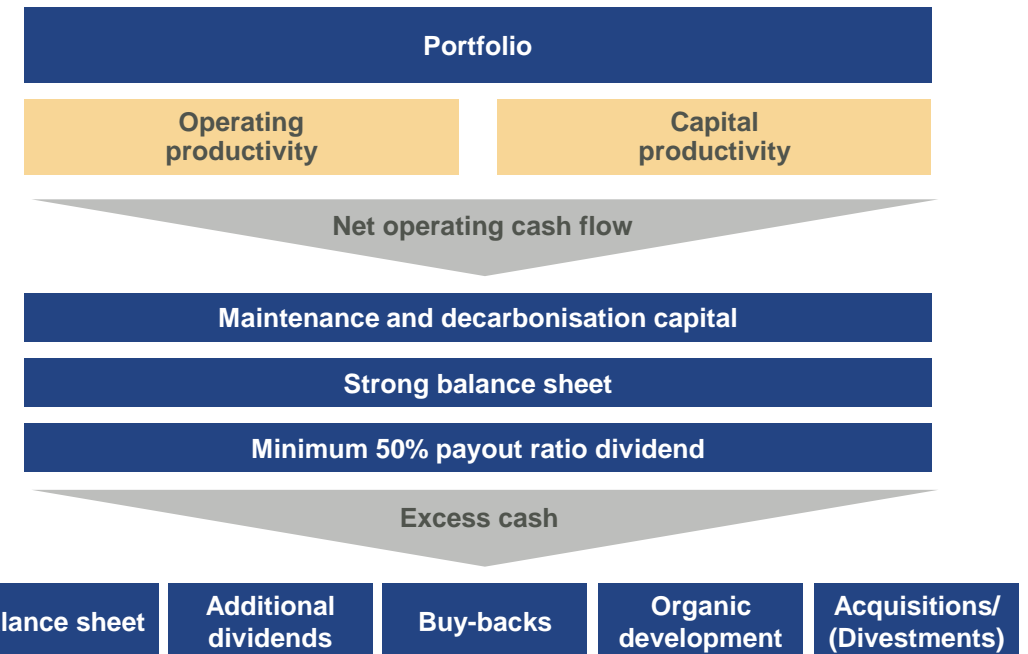 Portfolio
Operating
productivity
Capital
productivity
Net operating cash flow
Maintenance and decarbonisation capital
Strong balance sheet
Minimum 50% payout ratio dividend
Excess cash
lance sheet
Additional
dividends
Buy-backs
Organic
development
Acquisitions/
(Divestments)